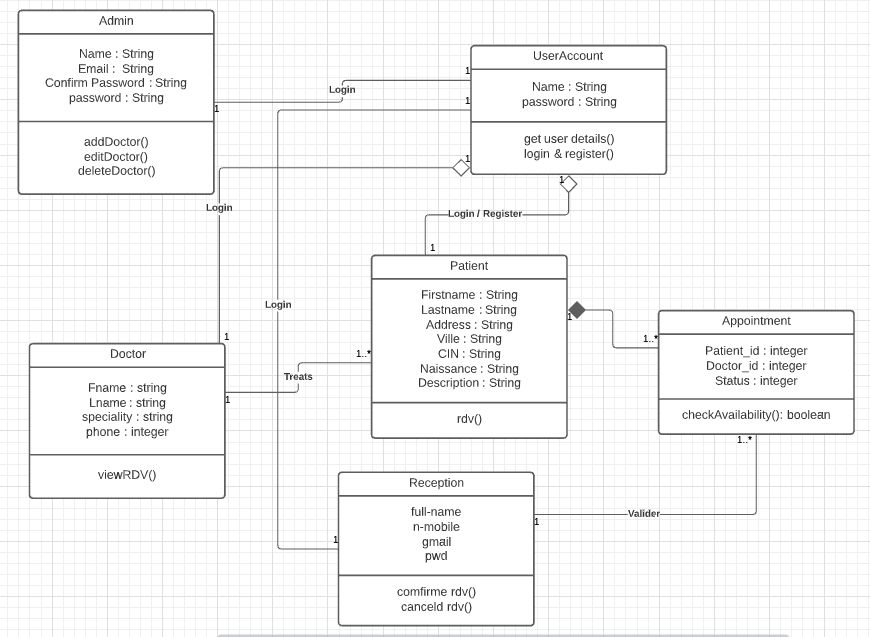 Admin
Name : String
Email :  String
Confirm Password : String
password : String
addDoctor()
editDoctor()
deleteDoctor()
1
Login
1
1
1
UserAccount
Name : String
password : String
get user details()
login & register()
1
Login / Register
1
Login
Login
1
Patient
Firstname : String
Lastname : String
Address : String
Ville : String
CIN : String
Naissance : String
Description : String
rdv()
1
1..*
Appointment
Patient_id : integer
Doctor_id : integer
Status : integer
checkAvailability(): boolean
1..*
Doctor
Fname : string
Lname : string
speciality : string
phone : integer
viewRDV()
1
Treats
1..*
Reception
full-name
n-mobile
gmail
pwd
comfirme rdv()
canceld rdv()
1
1
Valider